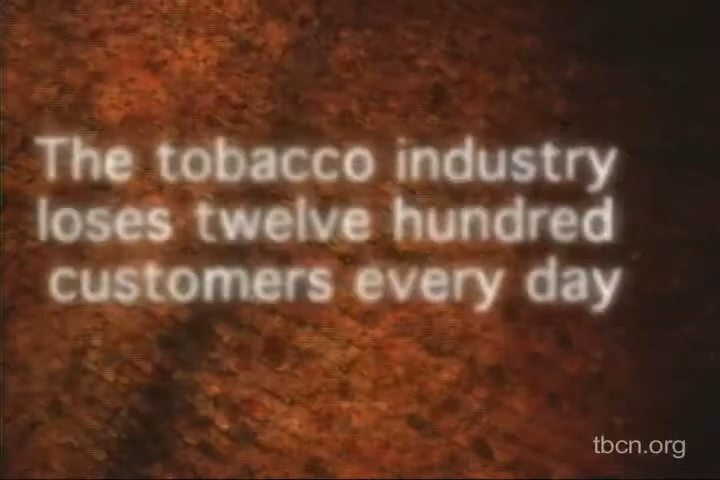 The tobacco industry
loses twelve hundred
customers every day
tbcn.org